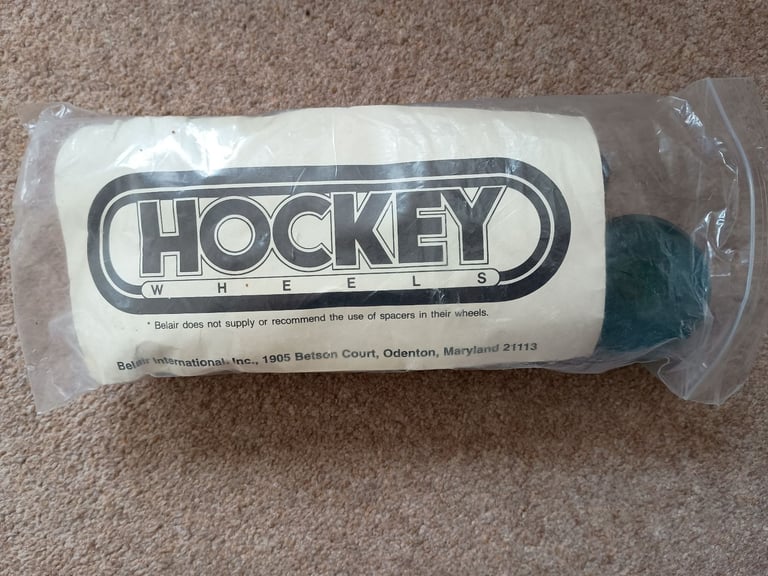 HOCKEY
WHEELS
* Belair does not supply or recommend the use of spacers in their wheels.
Belair International, Inc., 1905 Betson Court, Odenton, Maryland 21113